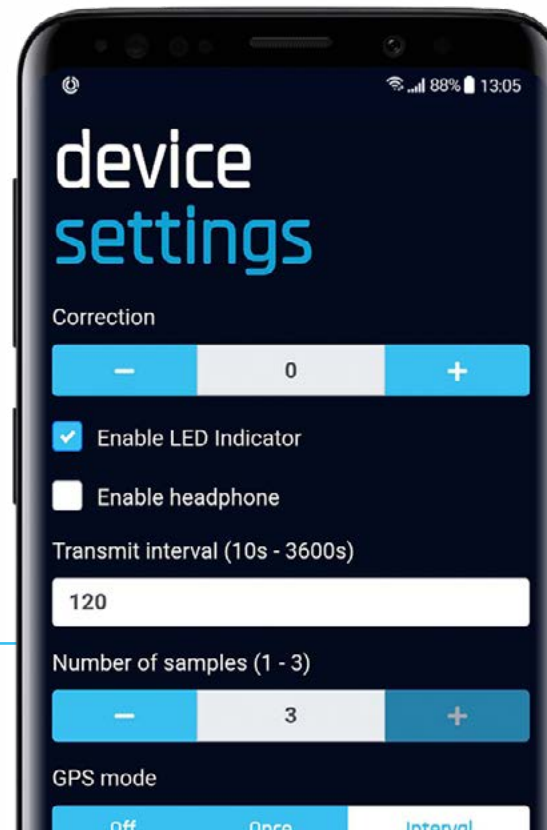 88% 13:05
device
settings
Correction
− 0 +
Enable LED Indicator
Enable headphone
Transmit interval (10s - 3600s)
120
Number of samples (1 - 3)
− 3 +
GPS mode
Off Once Interval